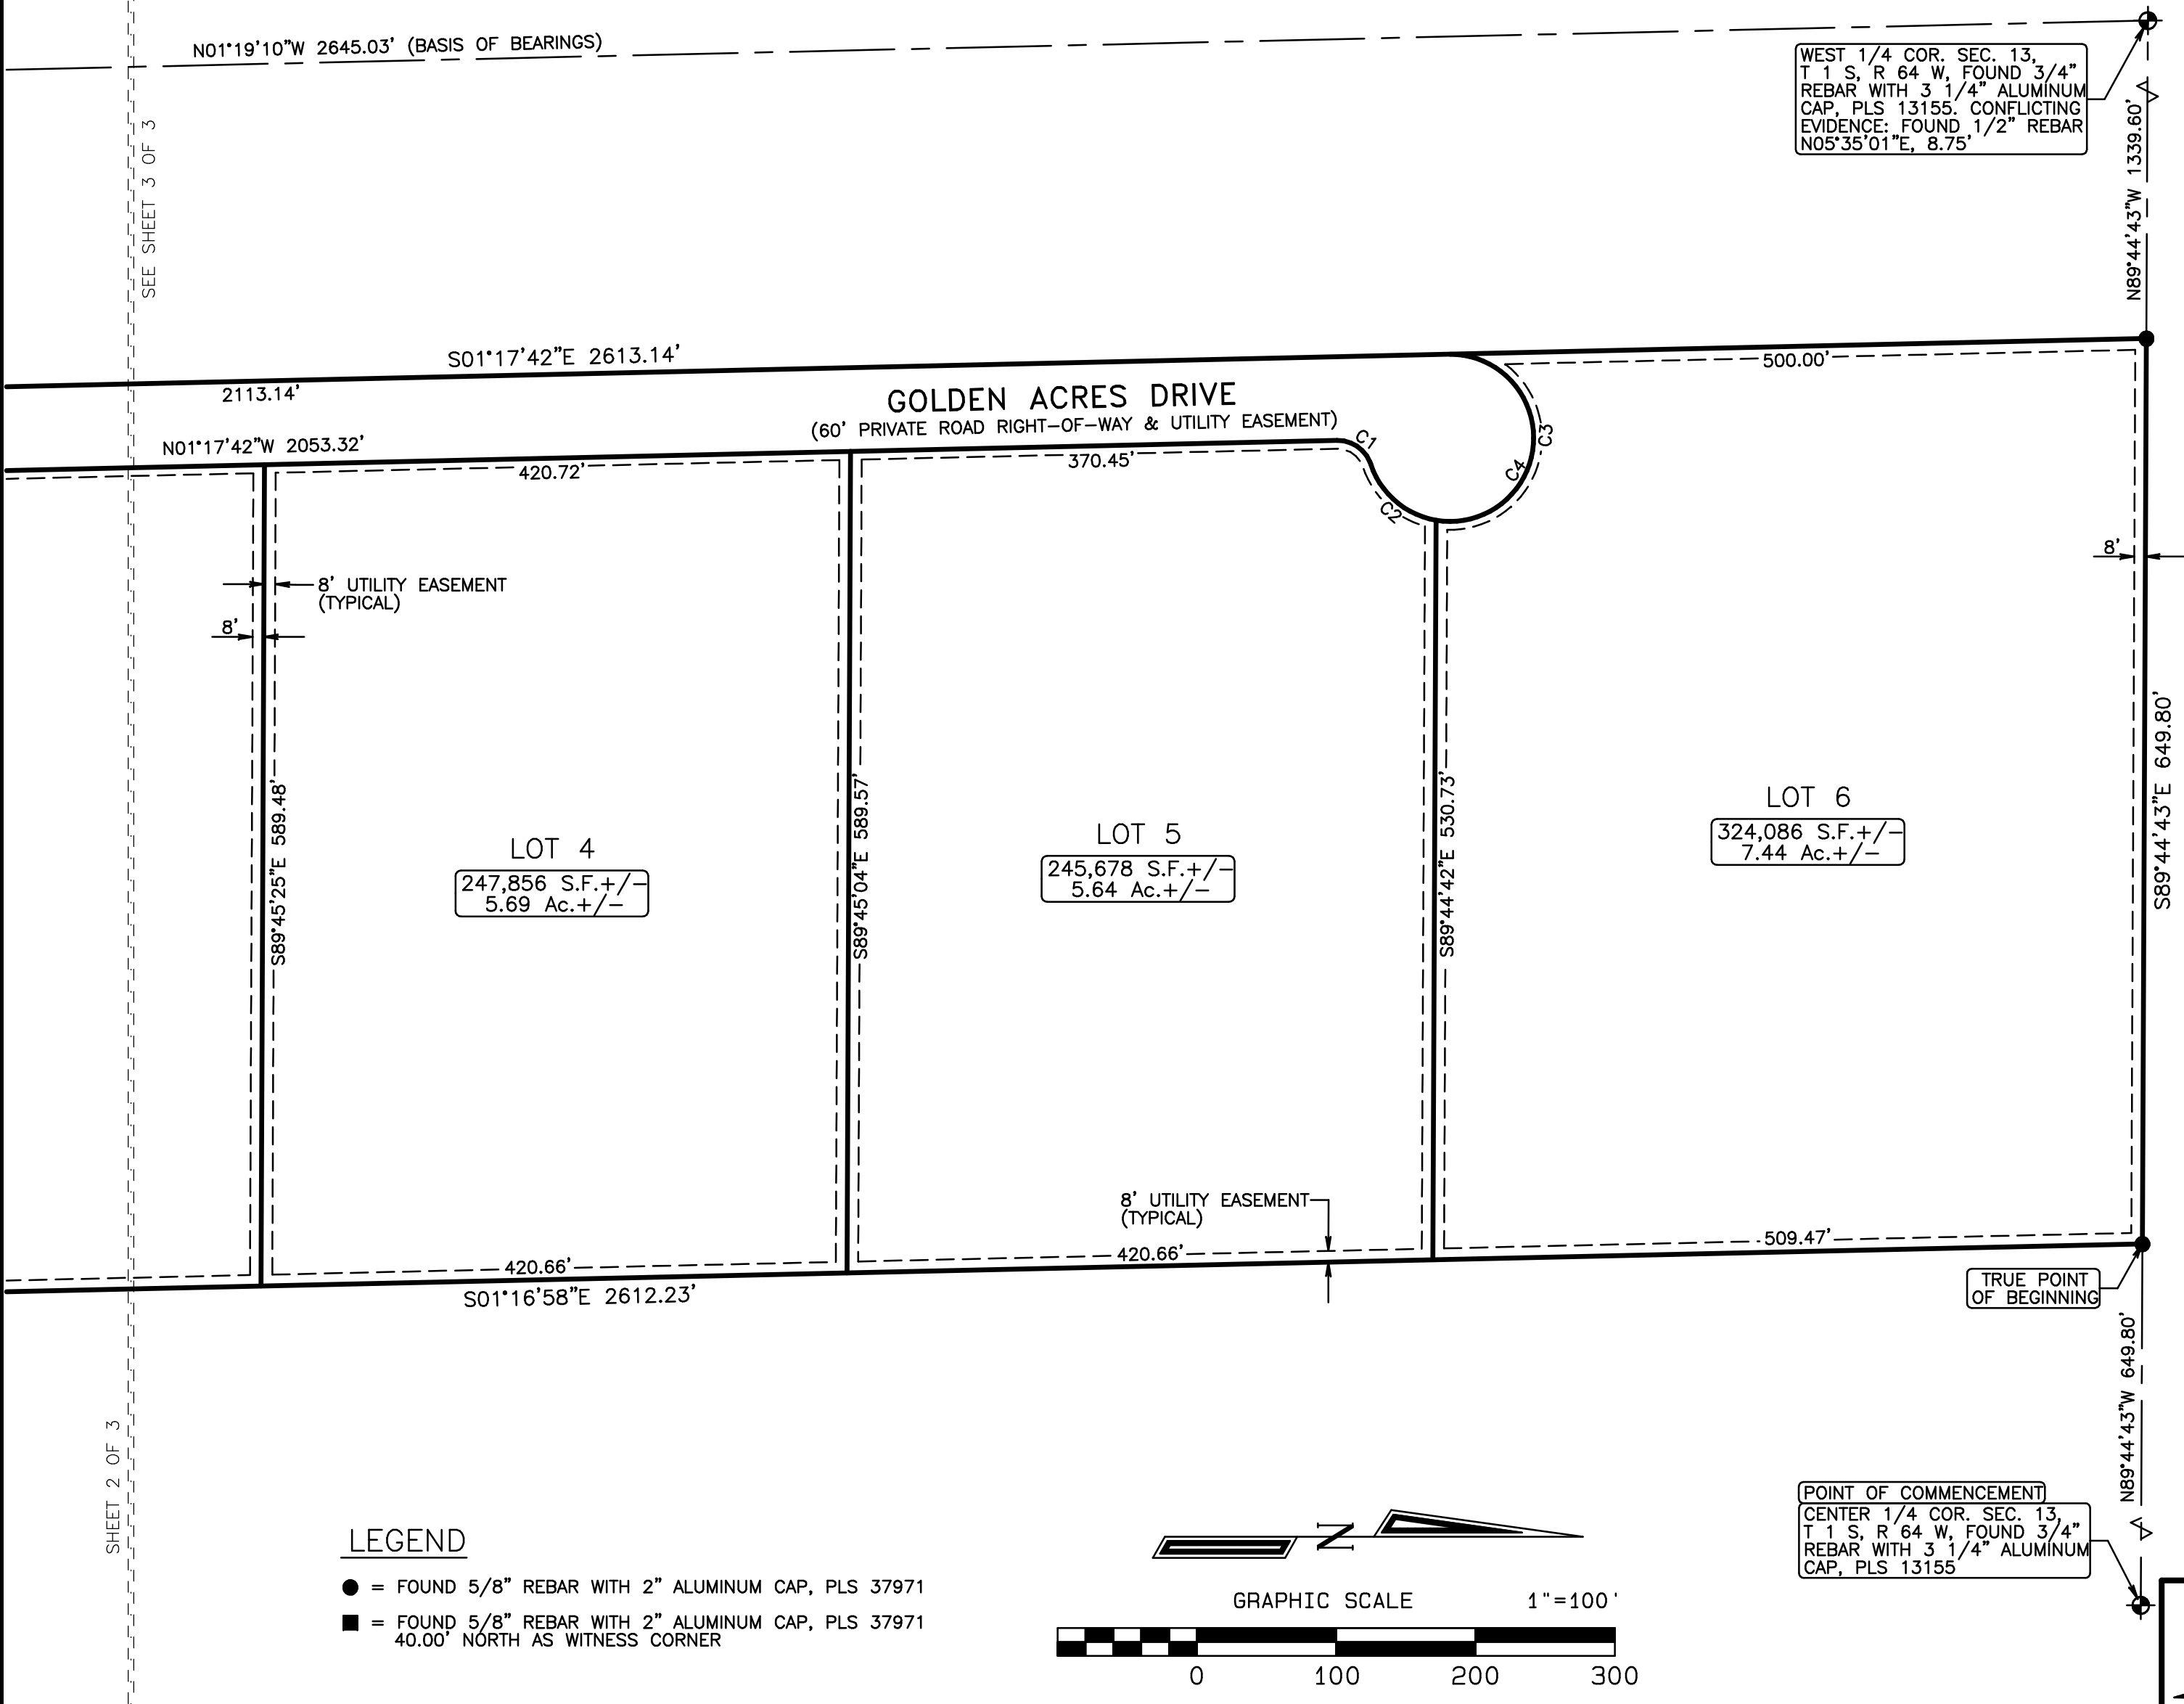 N01°19'10"W 2645.03' (BASIS OF BEARINGS)
WEST 1/4 COR. SEC. 13,
T 1 S, R 64 W, FOUND 3/4"
REBAR WITH 3 1/4" ALUMINUM
CAP, PLS 13155. CONFLICTING
EVIDENCE: FOUND 1/2" REBAR
N05°35'01"E, 8.75'
N89°44'43"W 1339.60'
SEE SHEET 3 OF 3
S01°17'42"E 2613.14'
2113.14'
500.00'
GOLDEN ACRES DRIVE
(60' PRIVATE ROAD RIGHT-OF-WAY & UTILITY EASEMENT)
N01°17'42"W 2053.32'
420.72'
370.45'
C1
C2
C3
C4
8' UTILITY EASEMENT
(TYPICAL)
8'
8'
S89°45'25"E 589.48'
S89°45'04"E 589.57'
S89°44'42"E 530.73'
S89°44'43"E 649.80'
LOT 4
247,856 S.F.+/-
5.69 Ac.+/-
LOT 5
245,678 S.F.+/-
5.64 Ac.+/-
LOT 6
324,086 S.F.+/-
7.44 Ac.+/-
8' UTILITY EASEMENT
(TYPICAL)
420.66'
420.66'
509.47'
S01°16'58"E 2612.23'
TRUE POINT
OF BEGINNING
N89°44'43"W 649.80'
SHEET 2 OF 3
POINT OF COMMENCEMENT
CENTER 1/4 COR. SEC. 13,
T 1 S, R 64 W, FOUND 3/4"
REBAR WITH 3 1/4" ALUMINUM
CAP, PLS 13155
LEGEND
= FOUND 5/8" REBAR WITH 2" ALUMINUM CAP, PLS 37971
= FOUND 5/8" REBAR WITH 2" ALUMINUM CAP, PLS 37971
40.00' NORTH AS WITNESS CORNER
N
GRAPHIC SCALE 1"=100'
0 100 200 300